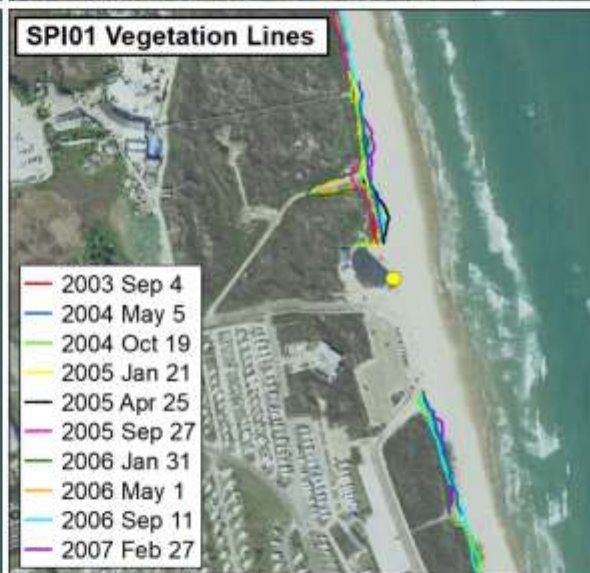 SPI01 Vegetation Lines
2003 Sep 4
2004 May 5
2004 Oct 19
2005 Jan 21
2005 Apr 25
2005 Sep 27
2006 Jan 31
2006 May 1
2006 Sep 11
2007 Feb 27